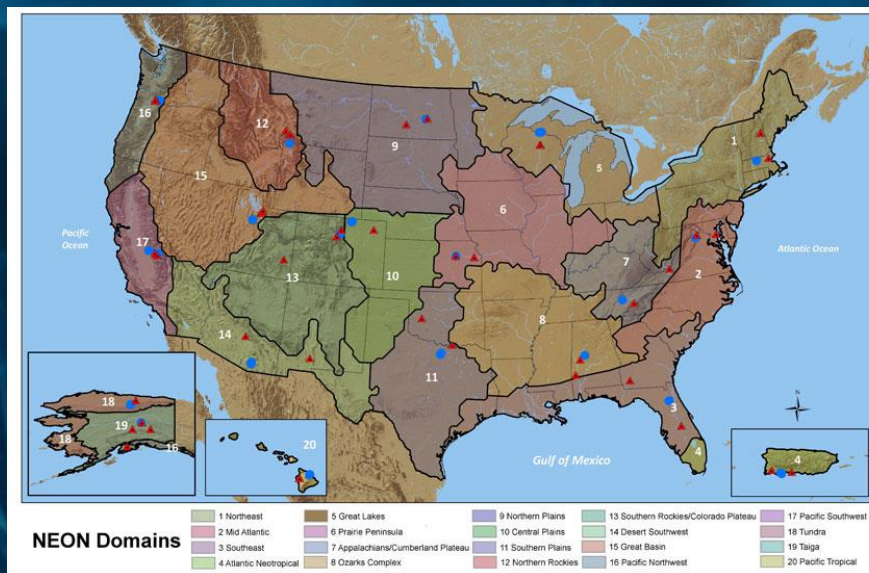 16
12
9
1
5
15
6
Pacific
Ocean
17
Atlantic Ocean
7
2
13
10
14
8
11
18
19
18
16
20
3
4
N
4
Gulf of Mexico
NEON Domains
1 Northeast
2 Mid Atlantic
3 Southeast
4 Atlantic Neotropical
5 Great Lakes
6 Prairie Peninsula
7 Appalachians/Cumberland Plateau
8 Ozarks Complex
9 Northern Plains
10 Central Plains
11 Southern Plains
12 Northern Rockies
13 Southern Rockies/Colorado Plateau
14 Desert Southwest
15 Great Basin
16 Pacific Northwest
17 Pacific Southwest
18 Tundra
19 Taiga
20 Pacific Tropical